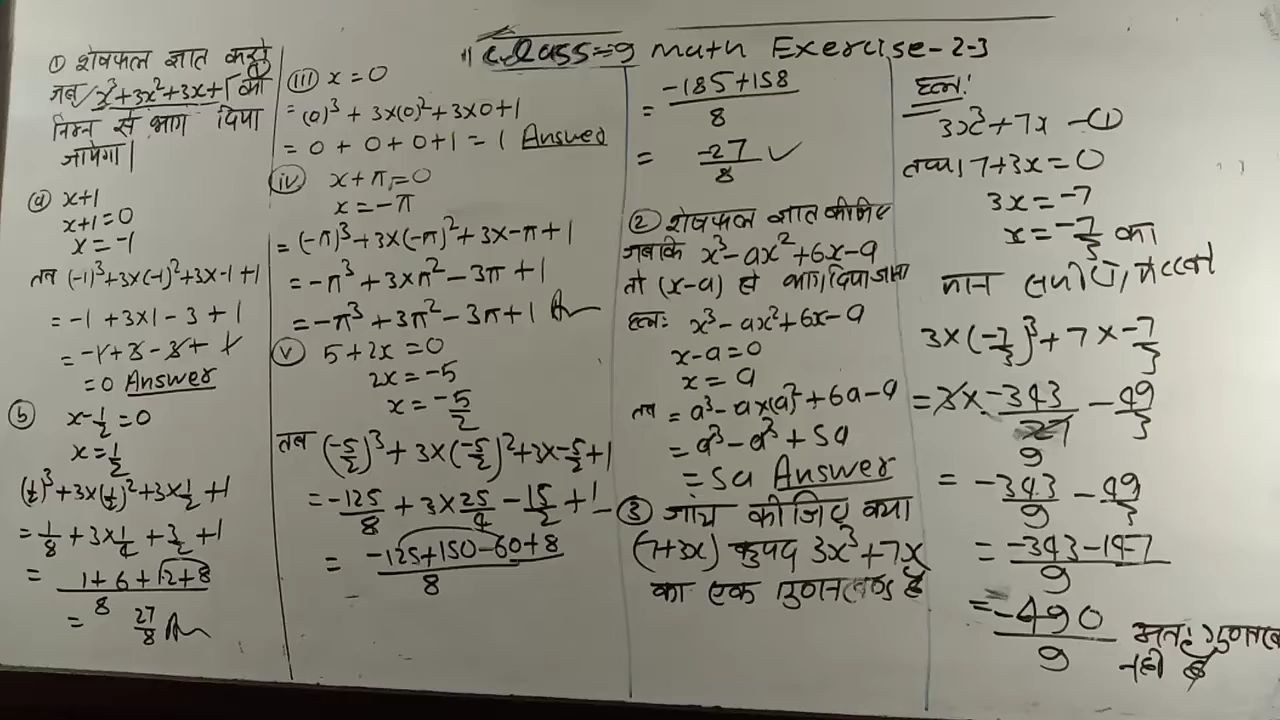 " Class=9 math Exercise-2.3
① शेषफल ज्ञात करो
जब x³+3x²+3x+1 को
निम्न से भाग दिया
जायेगा|
ⓐ x+1
x+1=0
x=-1
तब (-1)³+3x(-1)²+3x-1+1
= -1+3x1-3+1
= -1+3-3+1
=0 Answer
ⓑ x-1/2=0
x=1/2
(1/2)³+3x(1/2)²+3x1/2+1
= 1/8+3x1/4+3/2+1
= 1+6+12+8/8
= 27/8 An
(iii) x=0
=(0)³+3x(0)²+3x0+1
= 0+0+0+1=1 Answer
(iv) x+π=0
x=-π
=(-π)³+3x(-π)²+3x-π+1
=-π³+3xπ²-3π+1
=-π³+3π²-3π+1 An
(v) 5+2x=0
2x=-5
x=-5/2
तब (-5/2)³+3x(-5/2)²+3x-5/2+1
= -125/8+3x25/4-15/2+1
= -125+150-60+8/8
= -185+158/8
= -27/8 ✓
② शेषफल ज्ञात कीजिए
जबकि x³-ax²+6x-a
तो (x-a) से भाग दिया जाता
हल: x³-ax²+6x-a
x-a=0
x=a
तब =a³-ax(a)²+6a-a
=a³-a³+5a
=5a Answer
③ जांच कीजिए क्या
(7+3x) बहुपद 3x³+7x
का एक गुणनखण्ड है
हल:
3x³+7x -①
तथा 7+3x=0
3x=-7
x=-7/3 का
मान समी० ①
3x(-7/3)³+7x-7/3
=3x-343/27-49/3
9
= -343/9-49/3
= -343-147/9
= -490/9 अतः
नही है